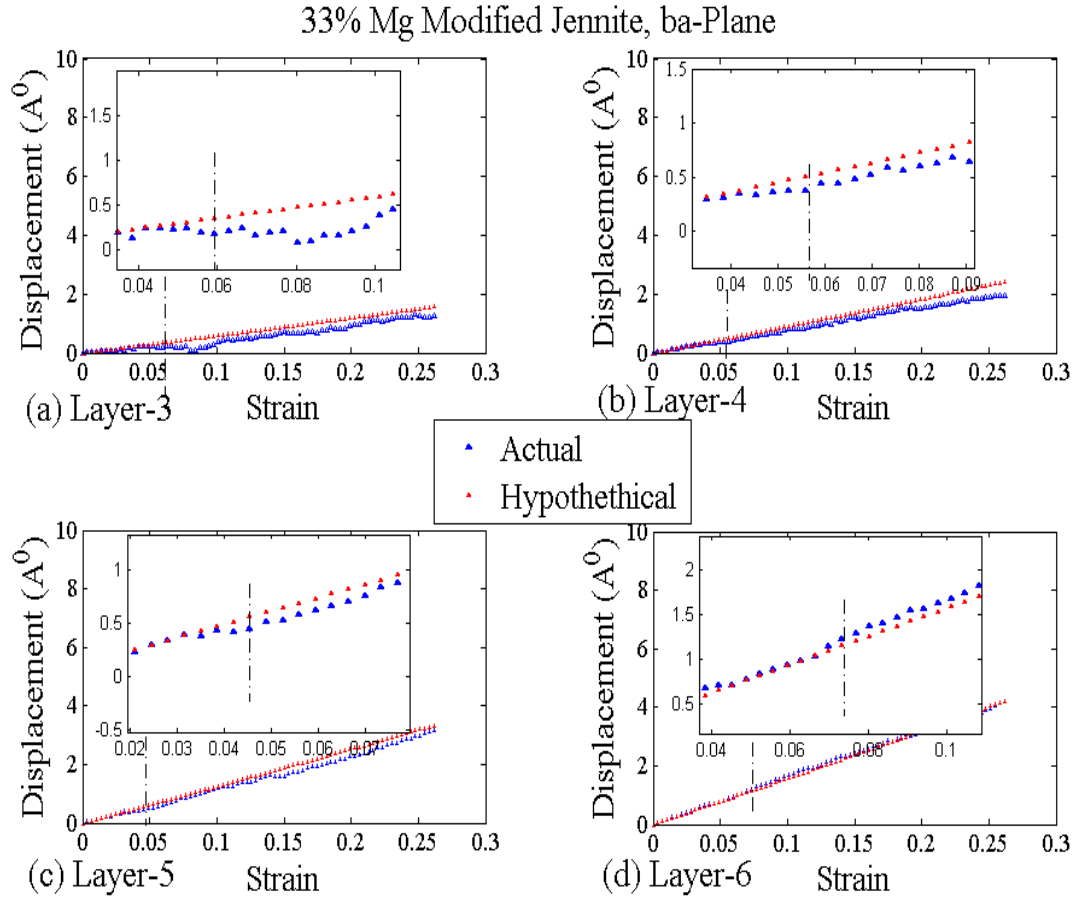 33% Mg Modified Jennite, ba-Plane
Displacement (A⁰)
10
8
6
4
2
0
0 0.05 0.1 0.15 0.2 0.25 0.3
1.5
1
0.5
0
0.04 0.06 0.08 0.1
(a) Layer-3 Strain
Displacement (A⁰)
10
8
6
4
2
0
0 0.05 0.1 0.15 0.2 0.25 0.3
1.5
1
0.5
0
0.04 0.05 0.06 0.07 0.08 0.09
(b) Layer-4 Strain
Actual
Hypothethical
Displacement (A⁰)
10
8
6
4
2
0
0 0.05 0.1 0.15 0.2 0.25 0.3
1
0.5
0
-0.5
0.02 0.03 0.04 0.05 0.06 0.07
(c) Layer-5 Strain
Displacement (A⁰)
10
8
6
4
2
0
0 0.05 0.1 0.15 0.2 0.25 0.3
2
1.5
1
0.5
0.04 0.06 0.08 0.1
(d) Layer-6 Strain